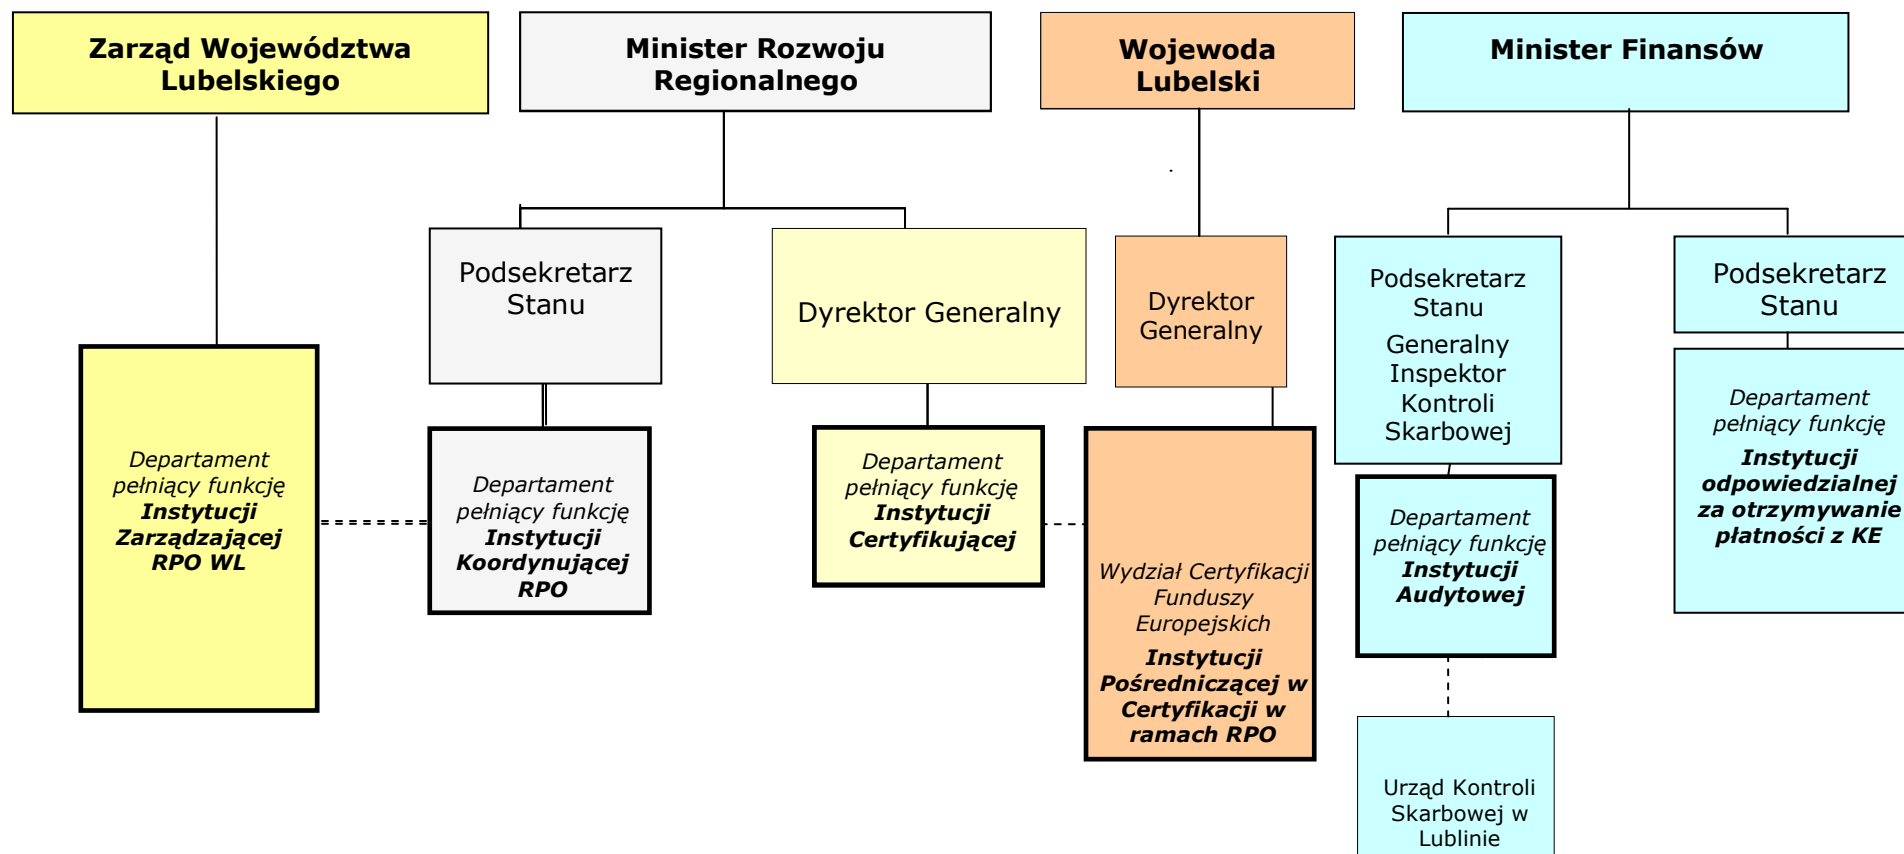 Zarząd Województwa
Lubelskiego
Minister Rozwoju
Regionalnego
Wojewoda
Lubelski
Minister Finansów
Podsekretarz
Stanu
Dyrektor Generalny
Dyrektor
Generalny
Podsekretarz
Stanu
Generalny
Inspektor
Kontroli
Skarbowej
Podsekretarz
Stanu
Departament
pełniący funkcję
Instytucji
Zarządzającej
RPO WL
Departament
pełniący funkcję
Instytucji
Koordynującej
RPO
Departament
pełniący funkcję
Instytucji
Certyfikującej
Wydział Certyfikacji
Funduszy
Europejskich
Instytucji
Pośredniczącej w
Certyfikacji w
ramach RPO
Departament
pełniący funkcję
Instytucji
Audytowej
Departament
pełniący funkcję
Instytucji
odpowiedzialnej
za otrzymywanie
płatności z KE
Urząd Kontroli
Skarbowej w
Lublinie